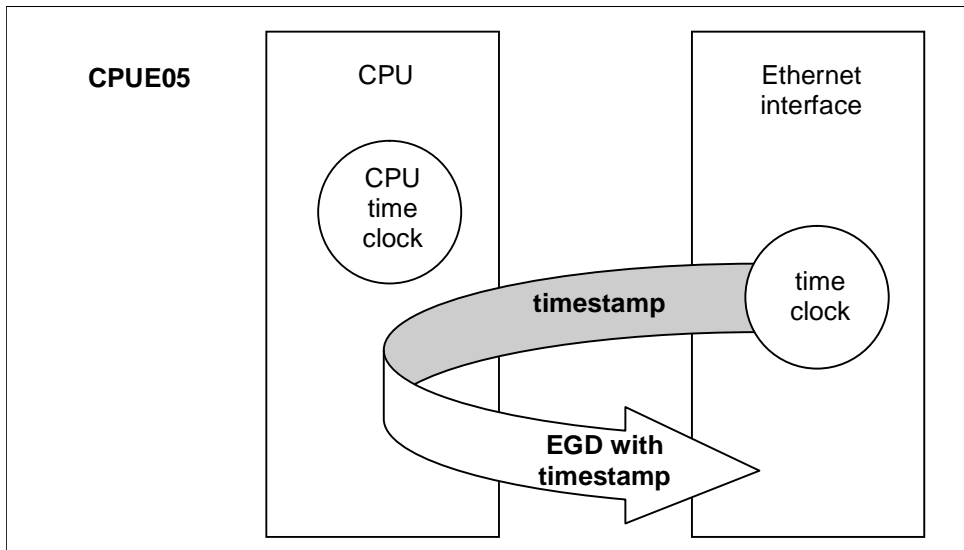 CPUE05
CPU
Ethernet
interface
CPU
time
clock
time
clock
timestamp
EGD with
timestamp